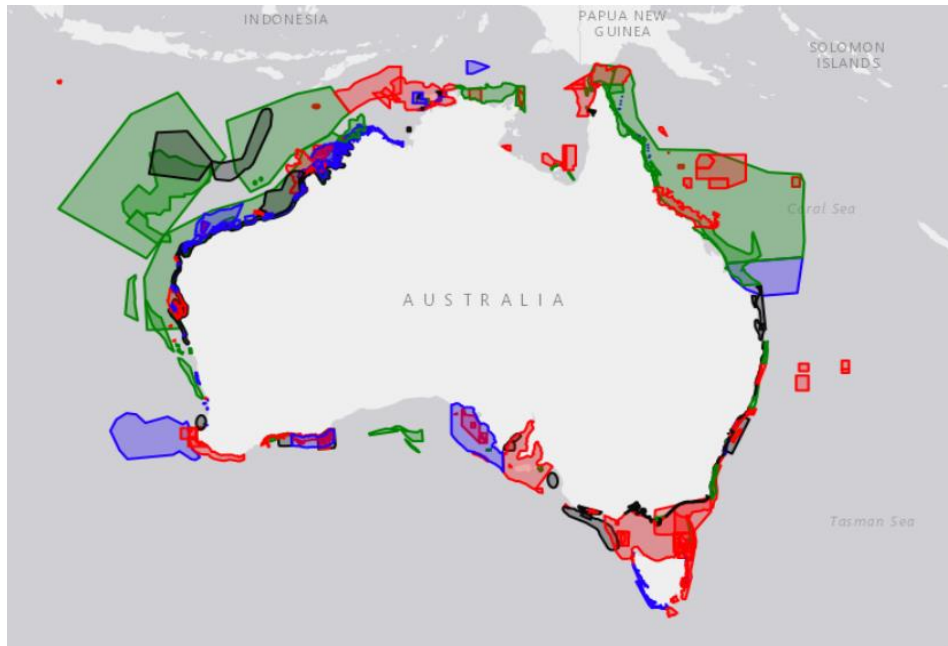 INDONESIA
PAPUA NEW
GUINEA
SOLOMON
ISLANDS
Coral Sea
AUSTRALIA
Tasman Sea